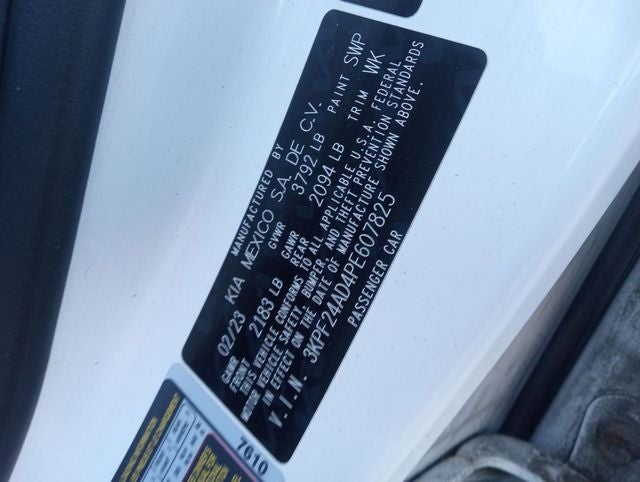 MANUFACTURED BY
02/23 KIA MEXICO S.A. DE C.V.
GVWR 3792 LB PAINT SWP
GAWR FRONT 2183 LB GAWR REAR 2094 LB TRIM WK
THIS VEHICLE CONFORMS TO ALL APPLICABLE U.S.A. FEDERAL
MOTOR VEHICLE SAFETY, BUMPER, AND THEFT PREVENTION STANDARDS
IN EFFECT ON THE DATE OF MANUFACTURE SHOWN ABOVE.
V.I.N. 3KPF24AD4PE607825
PASSENGER CAR
7610